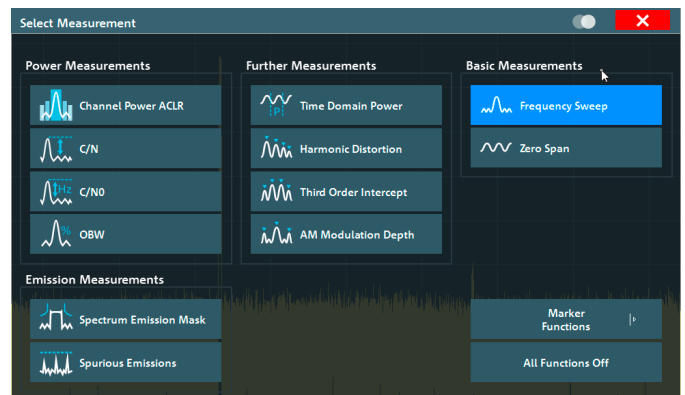 Select Measurement
Power Measurements
Channel Power ACLR
C/N
Hz
C/N0
%
OBW
Further Measurements
P
Time Domain Power
Harmonic Distortion
Third Order Intercept
AM Modulation Depth
Basic Measurements
Frequency Sweep
Zero Span
Emission Measurements
Spectrum Emission Mask
Spurious Emissions
Marker
Functions
All Functions Off